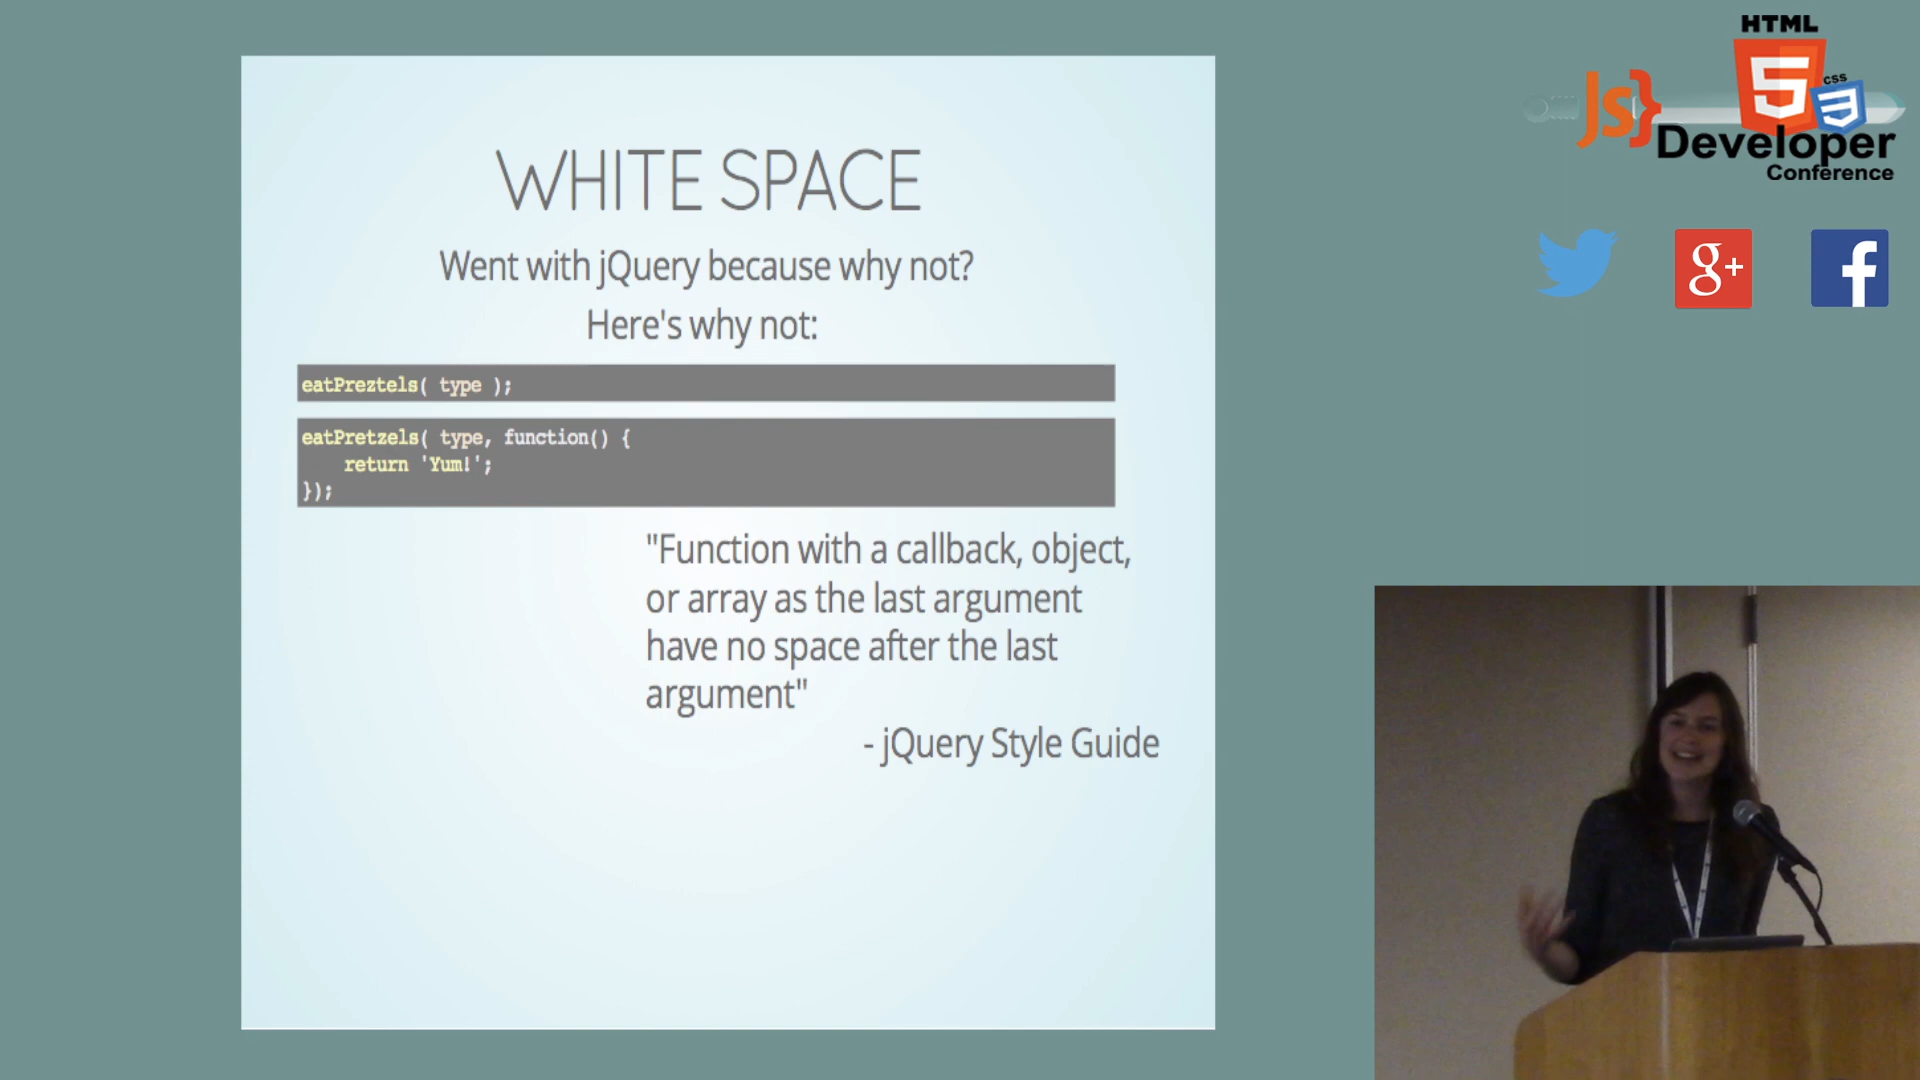 WHITE SPACE
Went with jQuery because why not?
Here's why not:
eatPreztels( type );
eatPretzels( type, function() {
return 'Yum!';
});
"Function with a callback, object,
or array as the last argument
have no space after the last
argument"
- jQuery Style Guide
HTML
5
CSS
3
JS}
Developer
Conference
g+
f